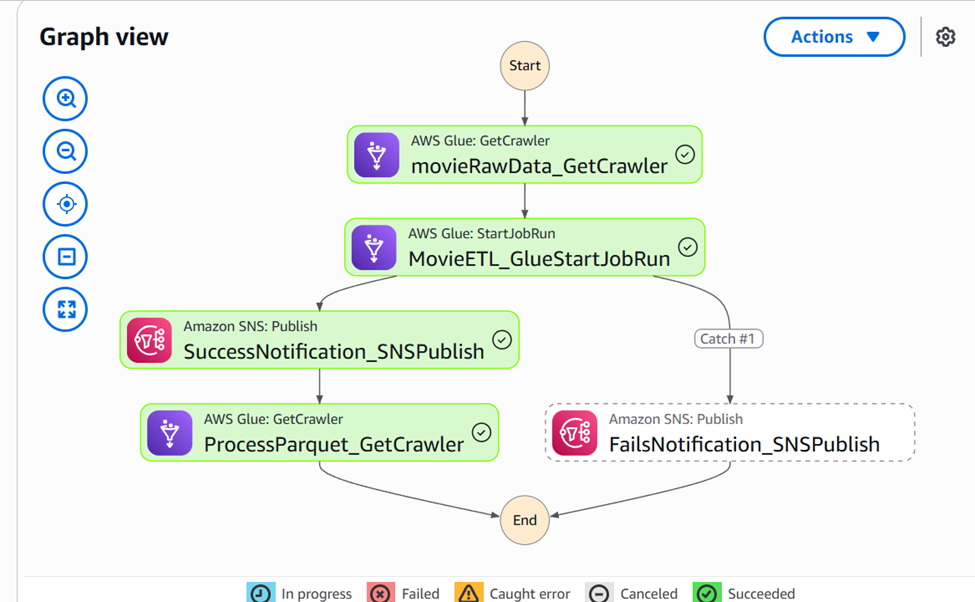 Graph view
Actions
Start
AWS Glue: GetCrawler
movieRawData_GetCrawler
AWS Glue: StartJobRun
MovieETL_GlueStartJobRun
Amazon SNS: Publish
SuccessNotification_SNSPublish
Catch #1
AWS Glue: GetCrawler
ProcessParquet_GetCrawler
Amazon SNS: Publish
FailsNotification_SNSPublish
End
In progress
Failed
Caught error
Canceled
Succeeded